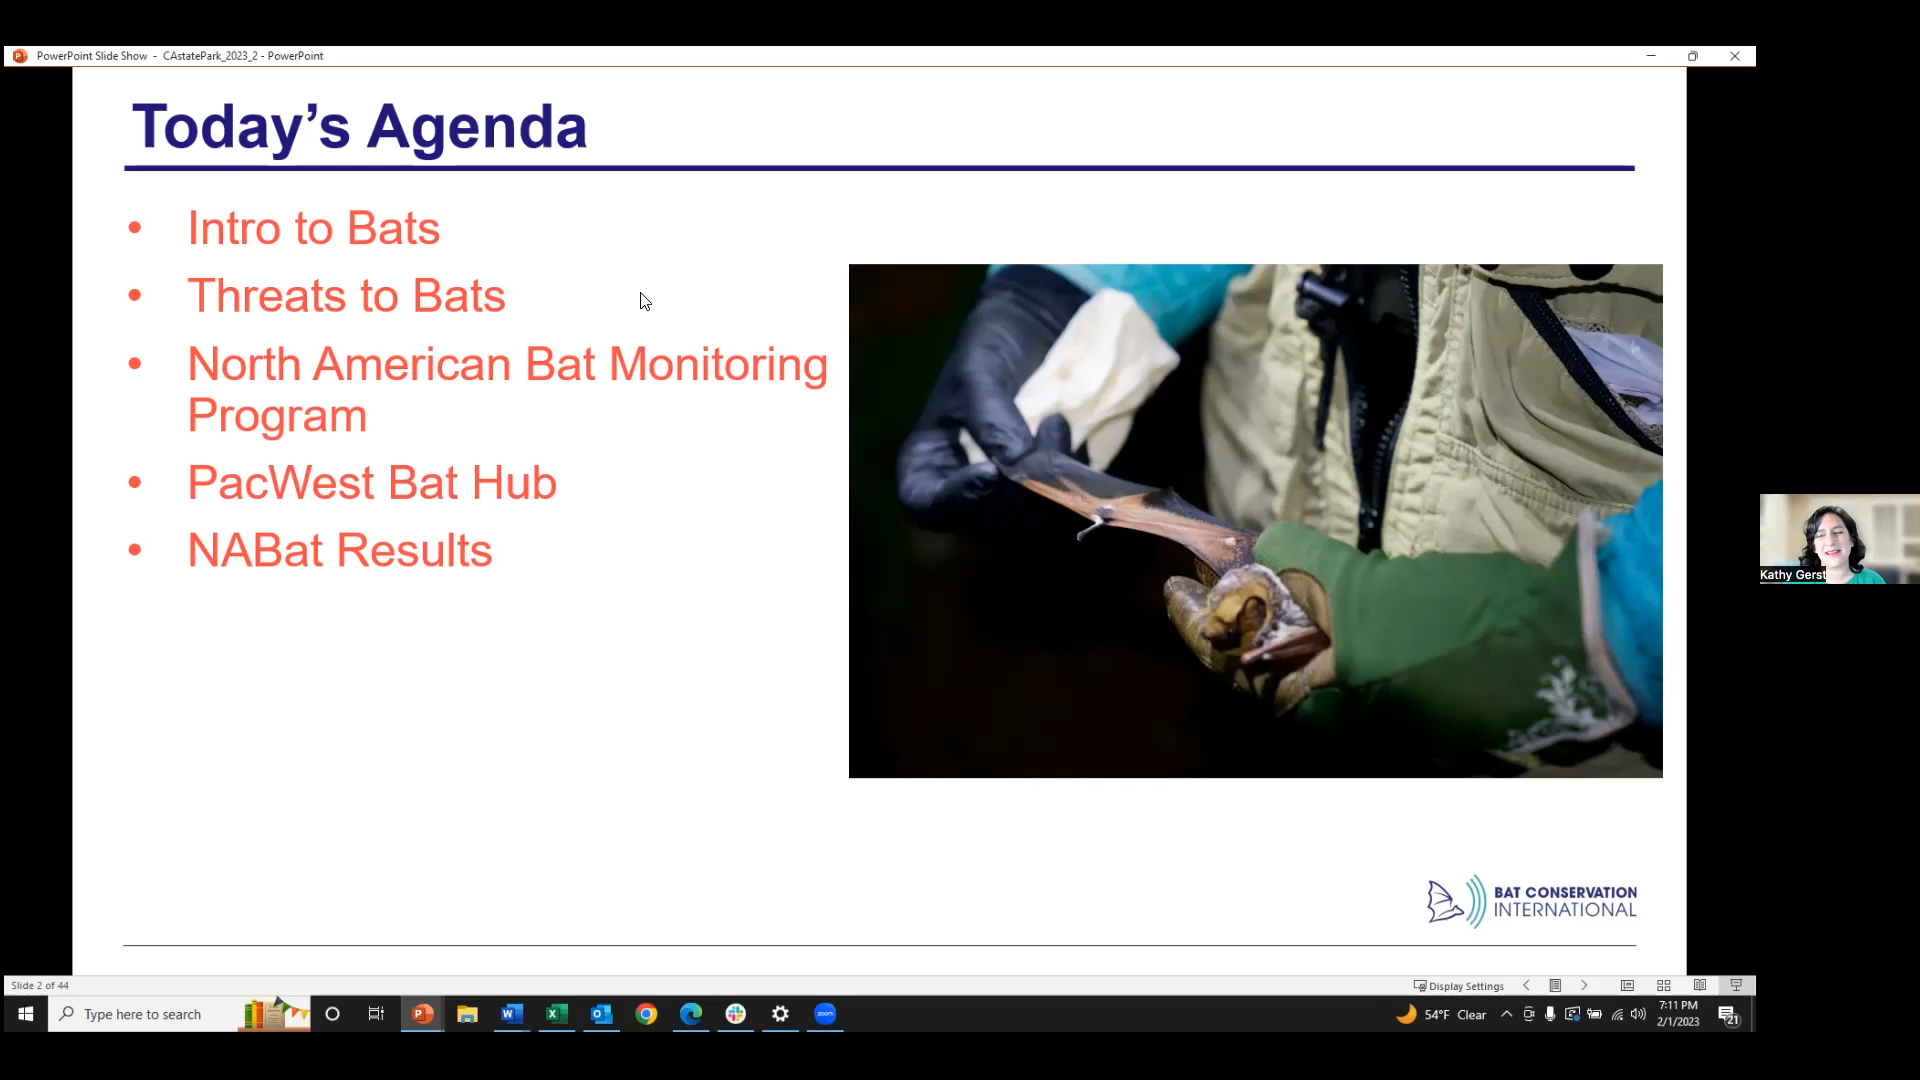 PowerPoint Slide Show - CAstatePark_2023_2 - PowerPoint
Today’s Agenda
• Intro to Bats
• Threats to Bats
• North American Bat Monitoring
Program
• PacWest Bat Hub
• NABat Results
Kathy Gerst
BAT CONSERVATION
INTERNATIONAL
Slide 2 of 44
Display Settings
Type here to search
zoom
54°F Clear
7:11 PM
2/1/2023
21